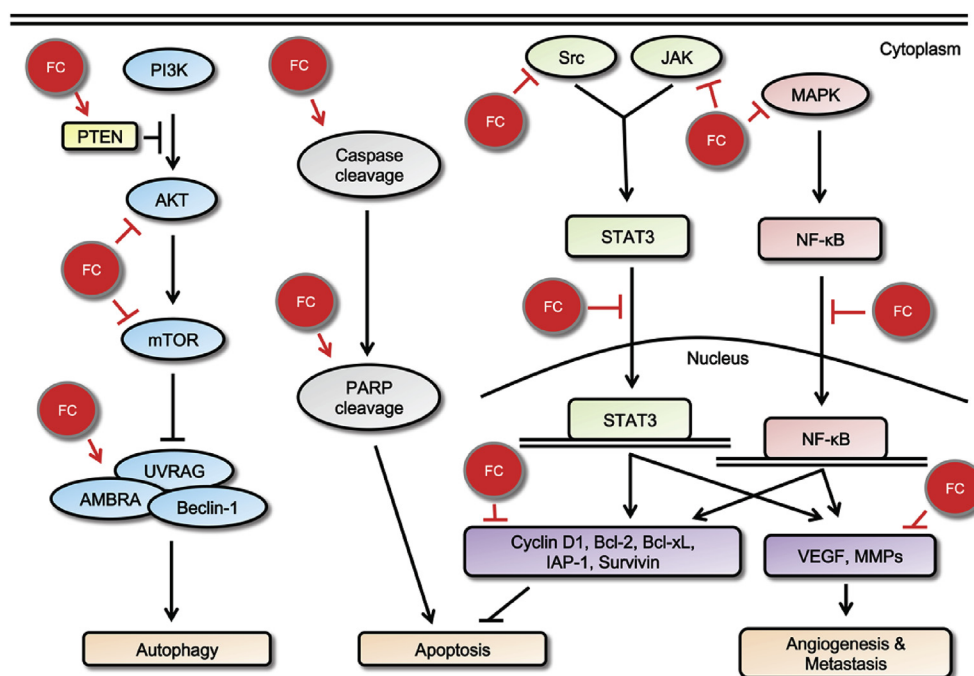 Cytoplasm
FC
PI3K
FC
Src
JAK
FC
FC
MAPK
PTEN
Caspase
cleavage
AKT
STAT3
NF-κB
FC
FC
FC
FC
mTOR
Nucleus
PARP
cleavage
FC
STAT3
NF-κB
UVRAG
AMBRA
Beclin-1
FC
FC
Cyclin D1, Bcl-2, Bcl-xL,
IAP-1, Survivin
VEGF, MMPs
Autophagy
Apoptosis
Angiogenesis &
Metastasis